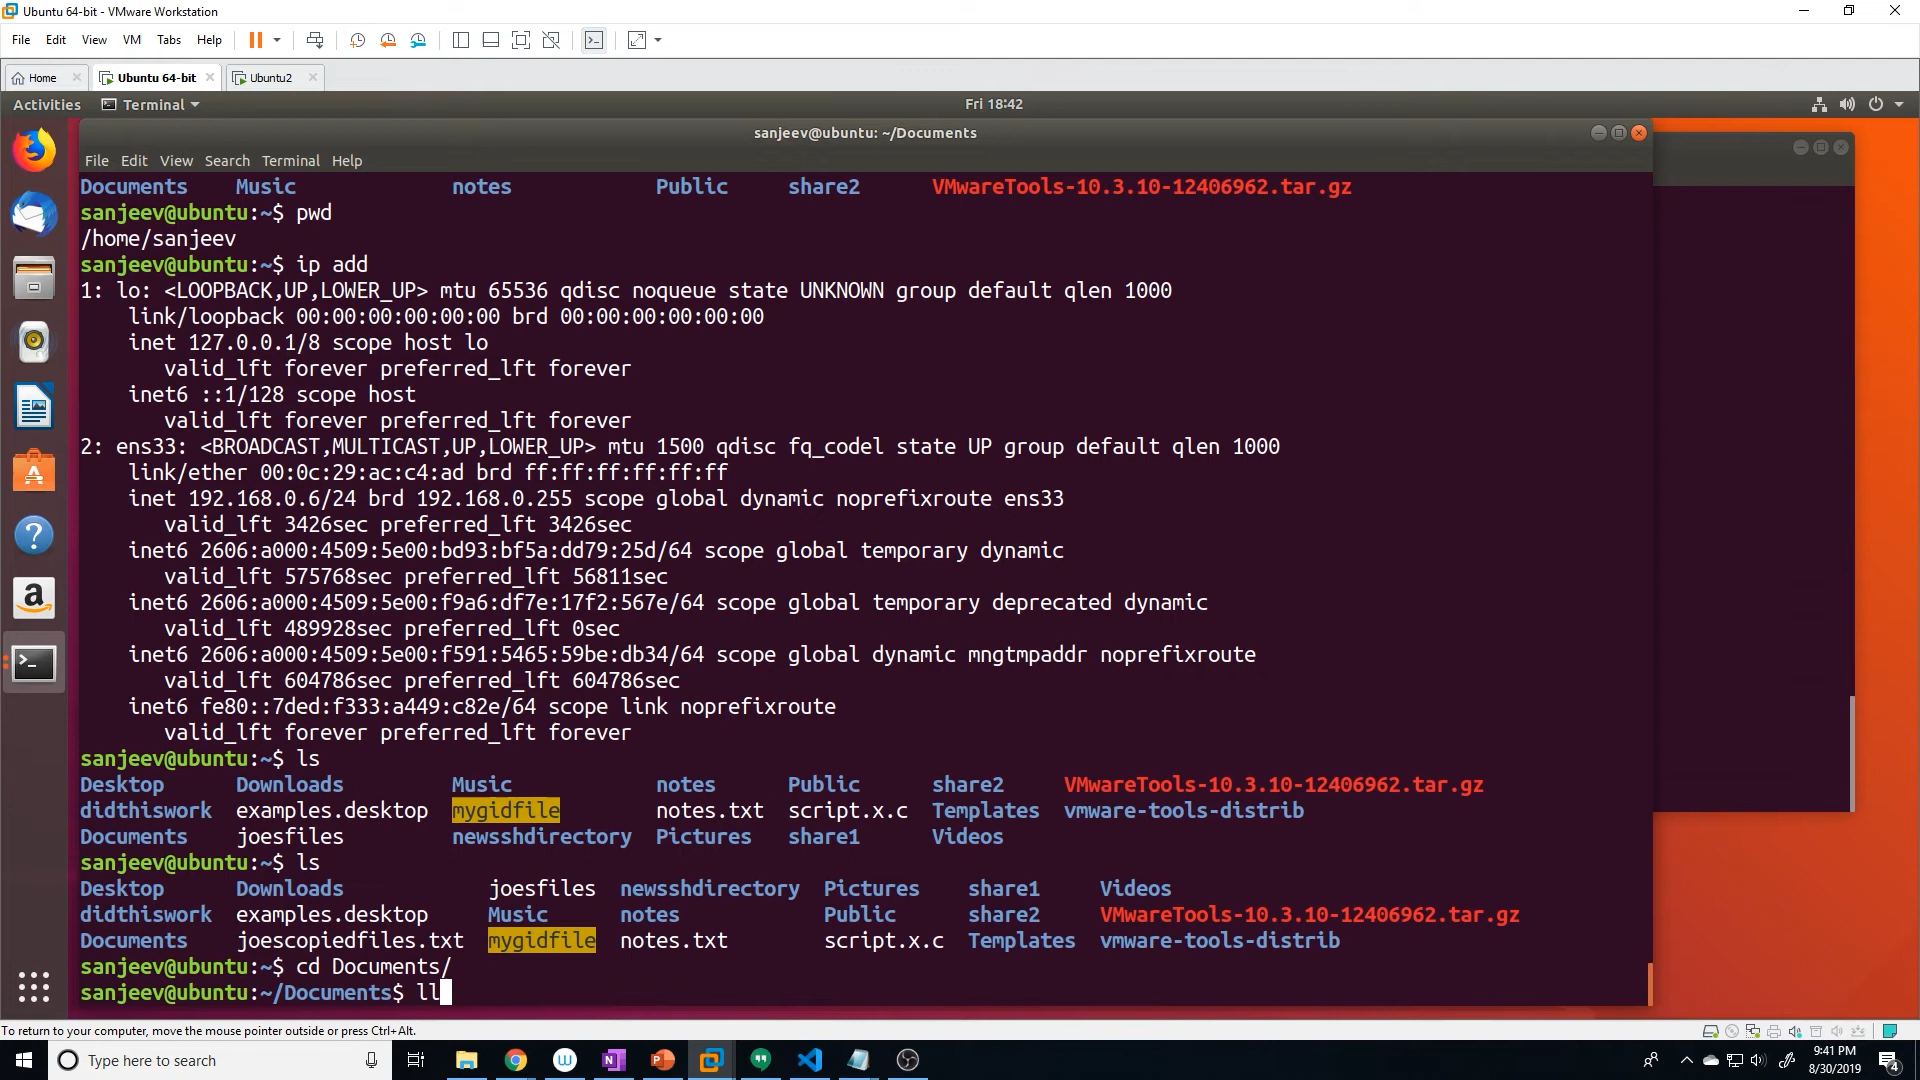 Ubuntu 64-bit - VMware Workstation
File Edit View VM Tabs Help
Home Ubuntu 64-bit Ubuntu2
Activities Terminal Fri 18:42
sanjeev@ubuntu: ~/Documents
File Edit View Search Terminal Help
Documents Music notes Public share2 VMwareTools-10.3.10-12406962.tar.gz
sanjeev@ubuntu:~$ pwd
/home/sanjeev
sanjeev@ubuntu:~$ ip add
1: lo: <LOOPBACK,UP,LOWER_UP> mtu 65536 qdisc noqueue state UNKNOWN group default qlen 1000
link/loopback 00:00:00:00:00:00 brd 00:00:00:00:00:00
inet 127.0.0.1/8 scope host lo
valid_lft forever preferred_lft forever
inet6 ::1/128 scope host
valid_lft forever preferred_lft forever
2: ens33: <BROADCAST,MULTICAST,UP,LOWER_UP> mtu 1500 qdisc fq_codel state UP group default qlen 1000
link/ether 00:0c:29:ac:c4:ad brd ff:ff:ff:ff:ff:ff
inet 192.168.0.6/24 brd 192.168.0.255 scope global dynamic noprefixroute ens33
valid_lft 3426sec preferred_lft 3426sec
inet6 2606:a000:4509:5e00:bd93:bf5a:dd79:25d/64 scope global temporary dynamic
valid_lft 575768sec preferred_lft 56811sec
inet6 2606:a000:4509:5e00:f9a6:df7e:17f2:567e/64 scope global temporary deprecated dynamic
valid_lft 489928sec preferred_lft 0sec
inet6 2606:a000:4509:5e00:f591:5465:59be:db34/64 scope global dynamic mngtmpaddr noprefixroute
valid_lft 604786sec preferred_lft 604786sec
inet6 fe80::7ded:f333:a449:c82e/64 scope link noprefixroute
valid_lft forever preferred_lft forever
sanjeev@ubuntu:~$ ls
Desktop Downloads Music notes Public share2 VMwareTools-10.3.10-12406962.tar.gz
didthiswork examples.desktop mygidfile notes.txt script.x.c Templates vmware-tools-distrib
Documents joesfiles newsshdirectory Pictures share1 Videos
sanjeev@ubuntu:~$ ls
Desktop Downloads joesfiles newsshdirectory Pictures share1 Videos
didthiswork examples.desktop Music notes Public share2 VMwareTools-10.3.10-12406962.tar.gz
Documents joescopiedfiles.txt mygidfile notes.txt script.x.c Templates vmware-tools-distrib
sanjeev@ubuntu:~$ cd Documents/
sanjeev@ubuntu:~/Documents$ ll
To return to your computer, move the mouse pointer outside or press Ctrl+Alt.
Type here to search
9:41 PM
8/30/2019
4